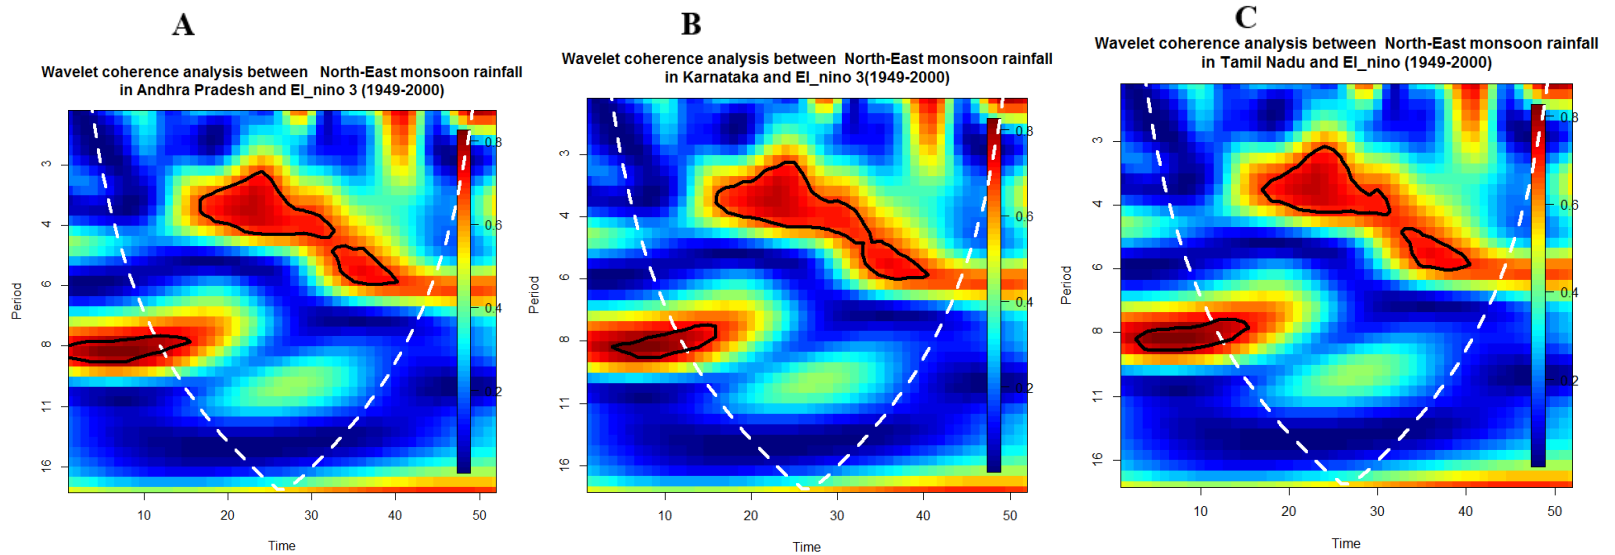 A
Wavelet coherence analysis between North-East monsoon rainfall
in Andhra Pradesh and El_nino 3 (1949-2000)
Period
3
4
6
8
11
16
0.8
0.6
0.4
0.2
10 20 30 40 50
Time
B
Wavelet coherence analysis between North-East monsoon rainfall
in Karnataka and El_nino 3(1949-2000)
Period
3
4
6
8
11
16
0.8
0.6
0.4
0.2
10 20 30 40 50
Time
C
Wavelet coherence analysis between North-East monsoon rainfall
in Tamil Nadu and El_nino (1949-2000)
Period
3
4
6
8
11
16
0.8
0.6
0.4
0.2
10 20 30 40 50
Time